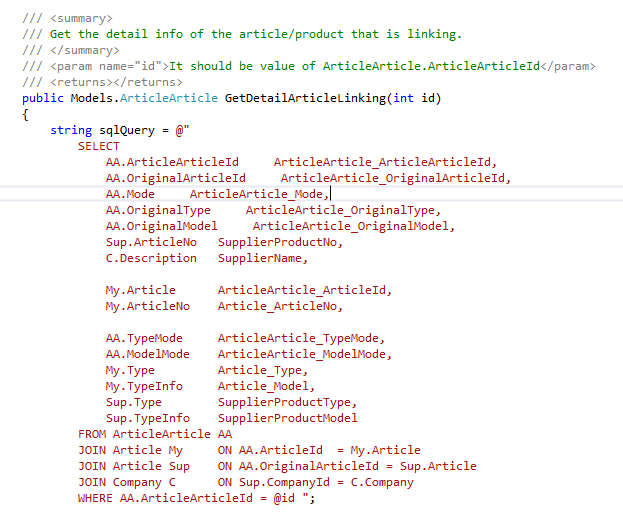 /// <summary>
/// Get the detail info of the article/product that is linking.
/// </summary>
/// <param name="id">It should be value of ArticleArticle.ArticleArticleId</param>
/// <returns></returns>
public Models.ArticleArticle GetDetailArticleLinking(int id)
{
    string sqlQuery = @"
        SELECT
            AA.ArticleArticleId     ArticleArticle_ArticleArticleId,
            AA.OriginalArticleId     ArticleArticle_OriginalArticleId,
            AA.Mode     ArticleArticle_Mode,
            AA.OriginalType     ArticleArticle_OriginalType,
            AA.OriginalModel     ArticleArticle_OriginalModel,
            Sup.ArticleNo   SupplierProductNo,
            C.Description   SupplierName,

            My.Article      ArticleArticle_ArticleId,
            My.ArticleNo    Article_ArticleNo,

            AA.TypeMode     ArticleArticle_TypeMode,
            AA.ModelMode    ArticleArticle_ModelMode,
            My.Type         Article_Type,
            My.TypeInfo     Article_Model,
            Sup.Type        SupplierProductType,
            Sup.TypeInfo    SupplierProductModel
        FROM ArticleArticle AA
        JOIN Article My     ON AA.ArticleId  = My.Article
        JOIN Article Sup    ON AA.OriginalArticleId = Sup.Article
        JOIN Company C      ON Sup.CompanyId = C.Company
        WHERE AA.ArticleArticleId = @id ";